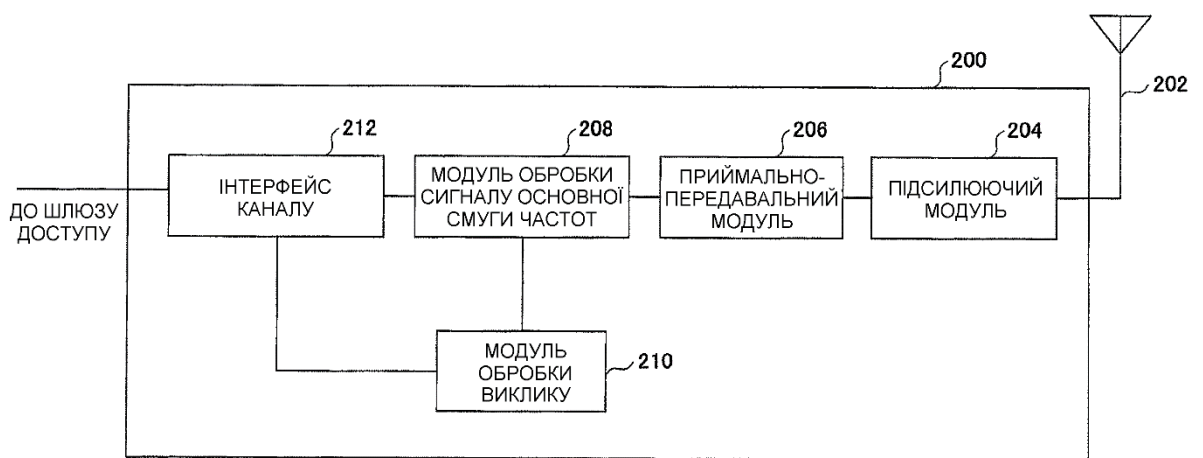 200
202
212
208
206
204
ІНТЕРФЕЙС
КАНАЛУ
МОДУЛЬ ОБРОБКИ
СИГНАЛУ ОСНОВНОЇ
СМУГИ ЧАСТОТ
ПРИЙМАЛЬНО-
ПЕРЕДАВАЛЬНИЙ
МОДУЛЬ
ПІДСИЛЮЮЧИЙ
МОДУЛЬ
ДО ШЛЮЗУ
ДОСТУПУ
МОДУЛЬ
ОБРОБКИ
ВИКЛИКУ
210